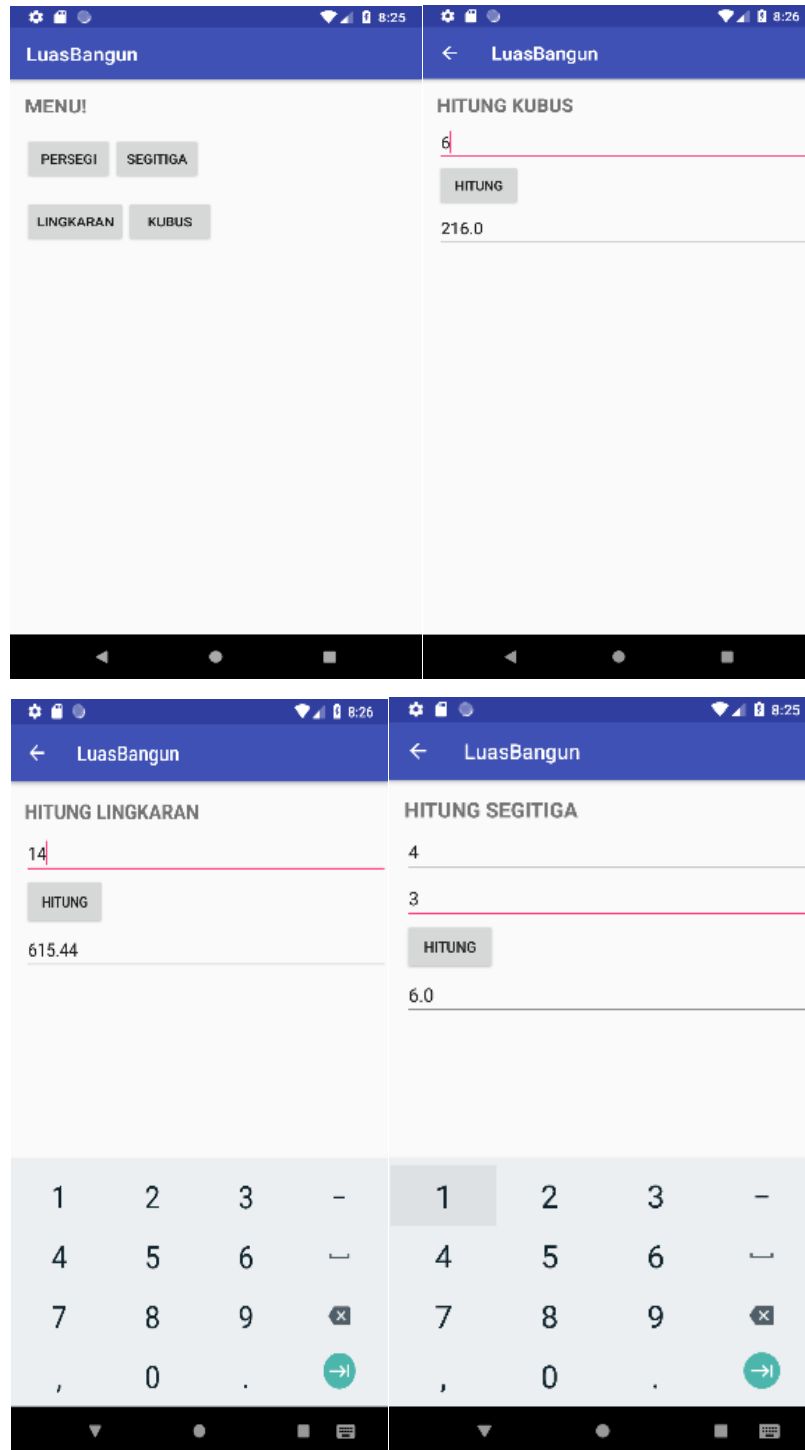 8:25
LuasBangun
MENU!
PERSEGI SEGITIGA
LINGKARAN KUBUS
8:26
LuasBangun
HITUNG KUBUS
6
HITUNG
216.0
8:26
LuasBangun
HITUNG LINGKARAN
14
HITUNG
615.44
1 2 3 -
4 5 6
7 8 9
, 0 .
8:25
LuasBangun
HITUNG SEGITIGA
4
3
HITUNG
6.0
1 2 3 -
4 5 6
7 8 9
, 0 .